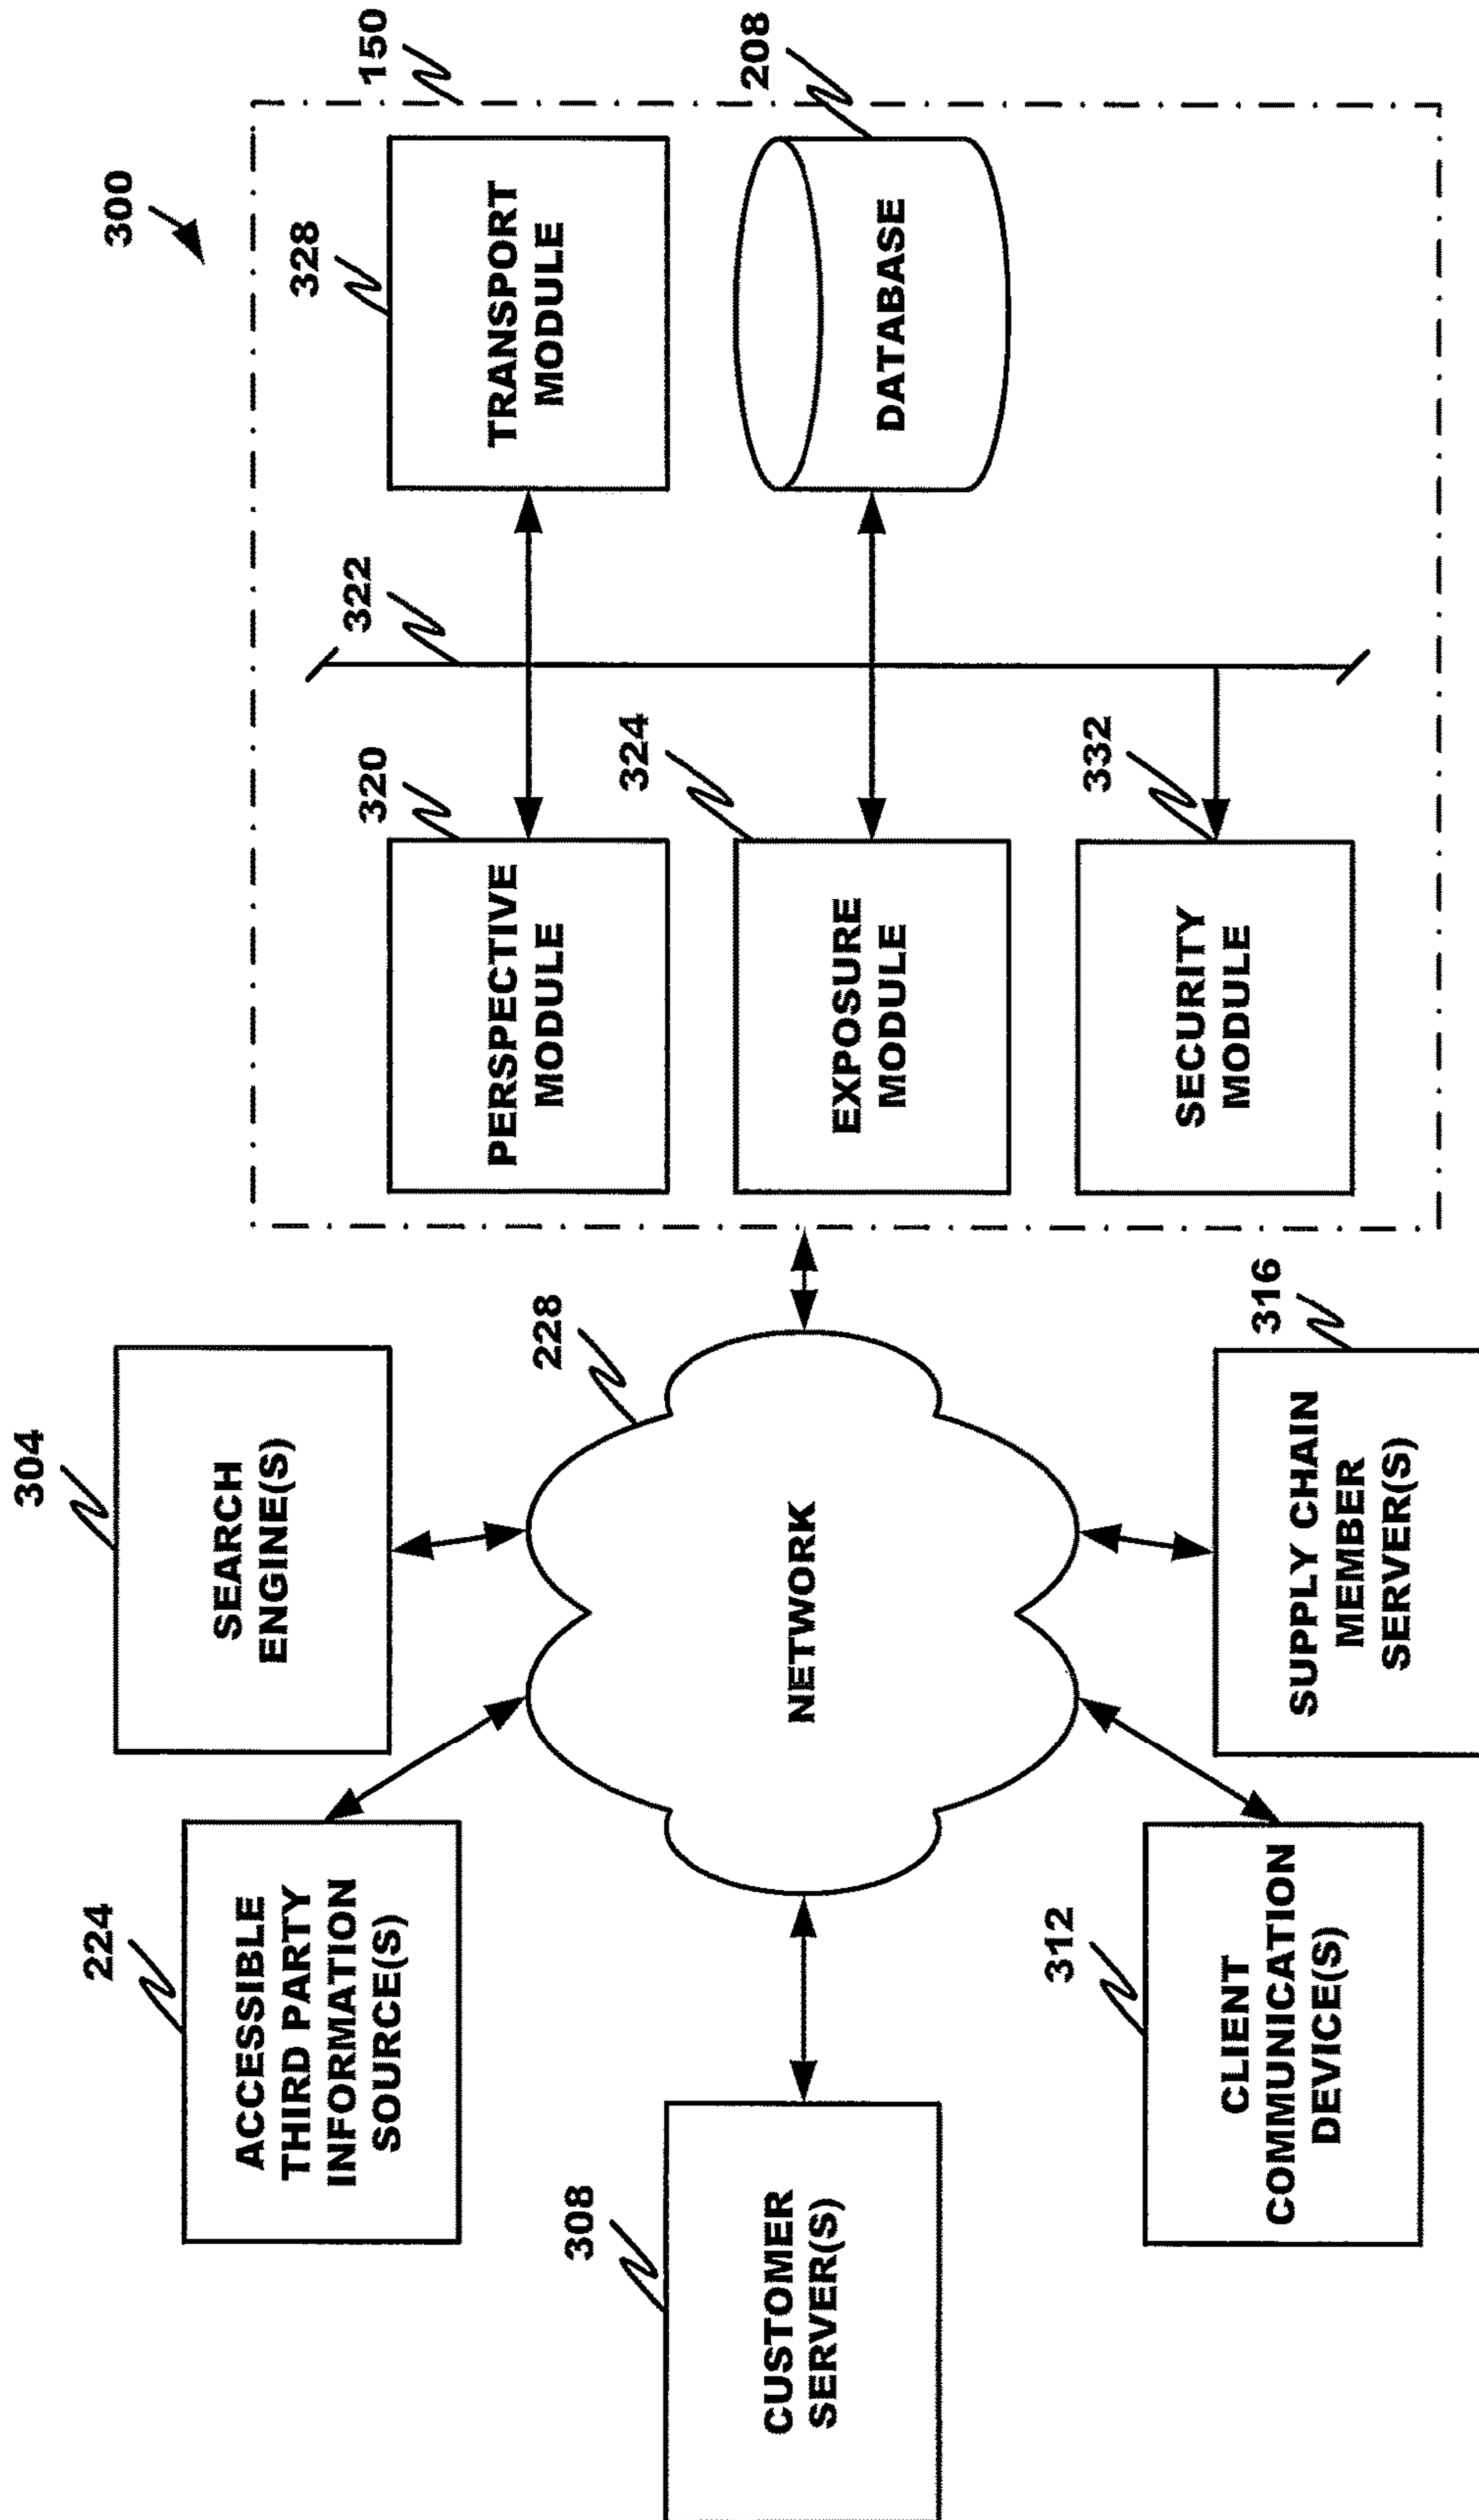 300
304
SEARCH
ENGINE(S)
224
ACCESSIBLE
THIRD PARTY
INFORMATION
SOURCE(S)
308
CUSTOMER
SERVER(S)
228
NETWORK
312
CLIENT
COMMUNICATION
DEVICE(S)
316
SUPPLY CHAIN
MEMBER
SERVER(S)
150
320
PERSPECTIVE
MODULE
322
328
TRANSPORT
MODULE
324
EXPOSURE
MODULE
208
DATABASE
332
SECURITY
MODULE